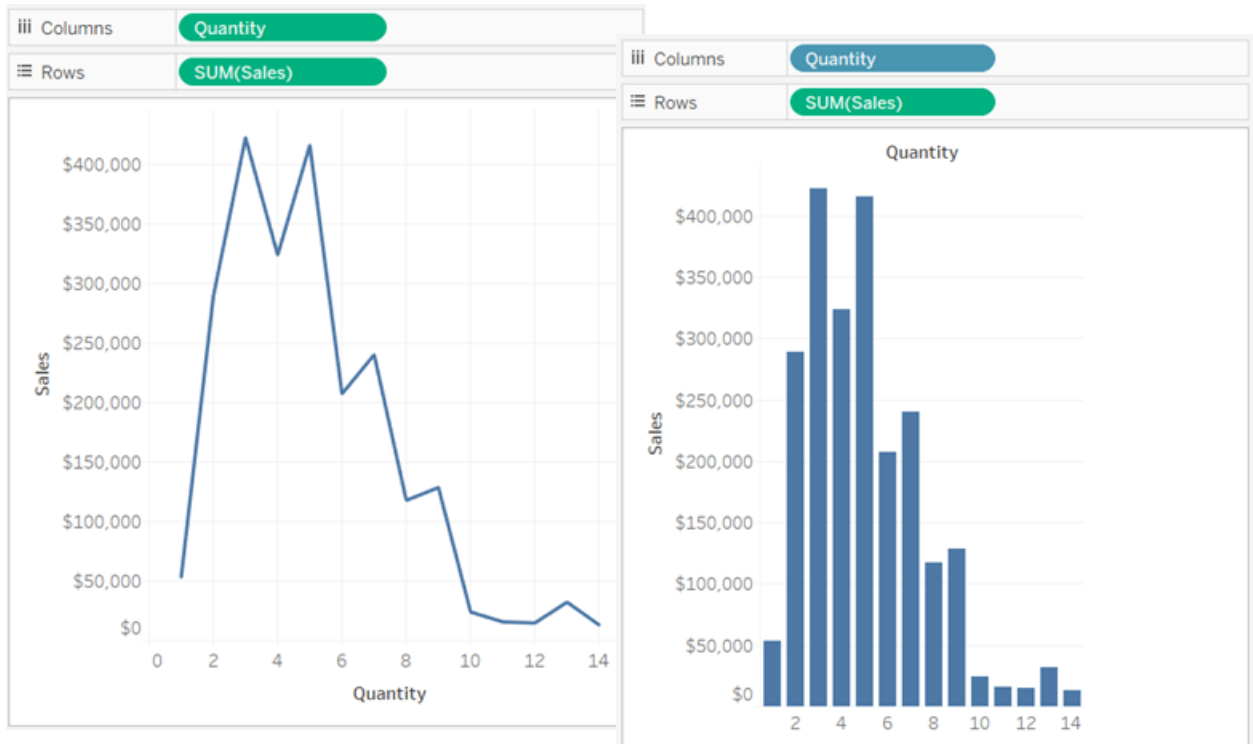 Columns Quantity
Rows SUM(Sales)
$400,000
$350,000
$300,000
$250,000
$200,000
$150,000
$100,000
$50,000
$0
Sales
0 2 4 6 8 10 12 14
Quantity
Columns Quantity
Rows SUM(Sales)
Quantity
$400,000
$350,000
$300,000
$250,000
$200,000
$150,000
$100,000
$50,000
$0
Sales
2 4 6 8 10 12 14